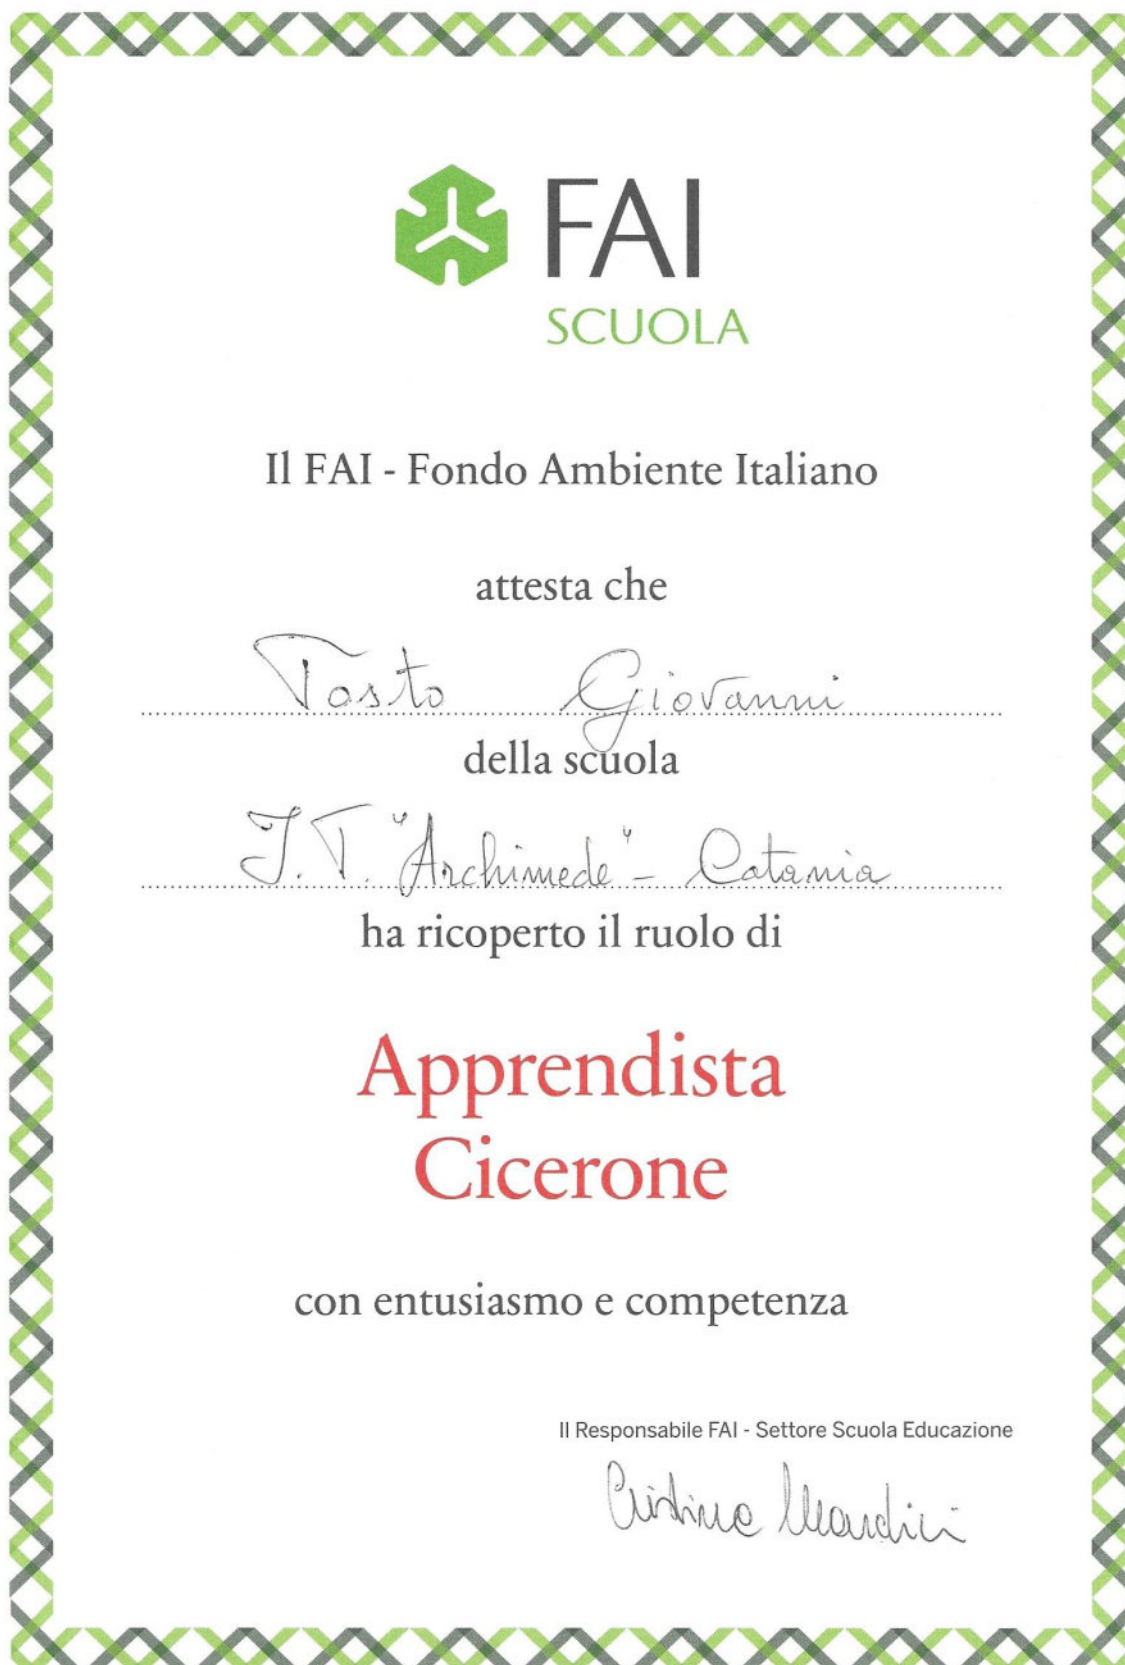 FAI
SCUOLA
Il FAI - Fondo Ambiente Italiano
attesta che
Tosto Giovanni
della scuola
I.T. "Archimede" - Catania
ha ricoperto il ruolo di
Apprendista
Cicerone
con entusiasmo e competenza
Il Responsabile FAI - Settore Scuola Educazione
Cristina